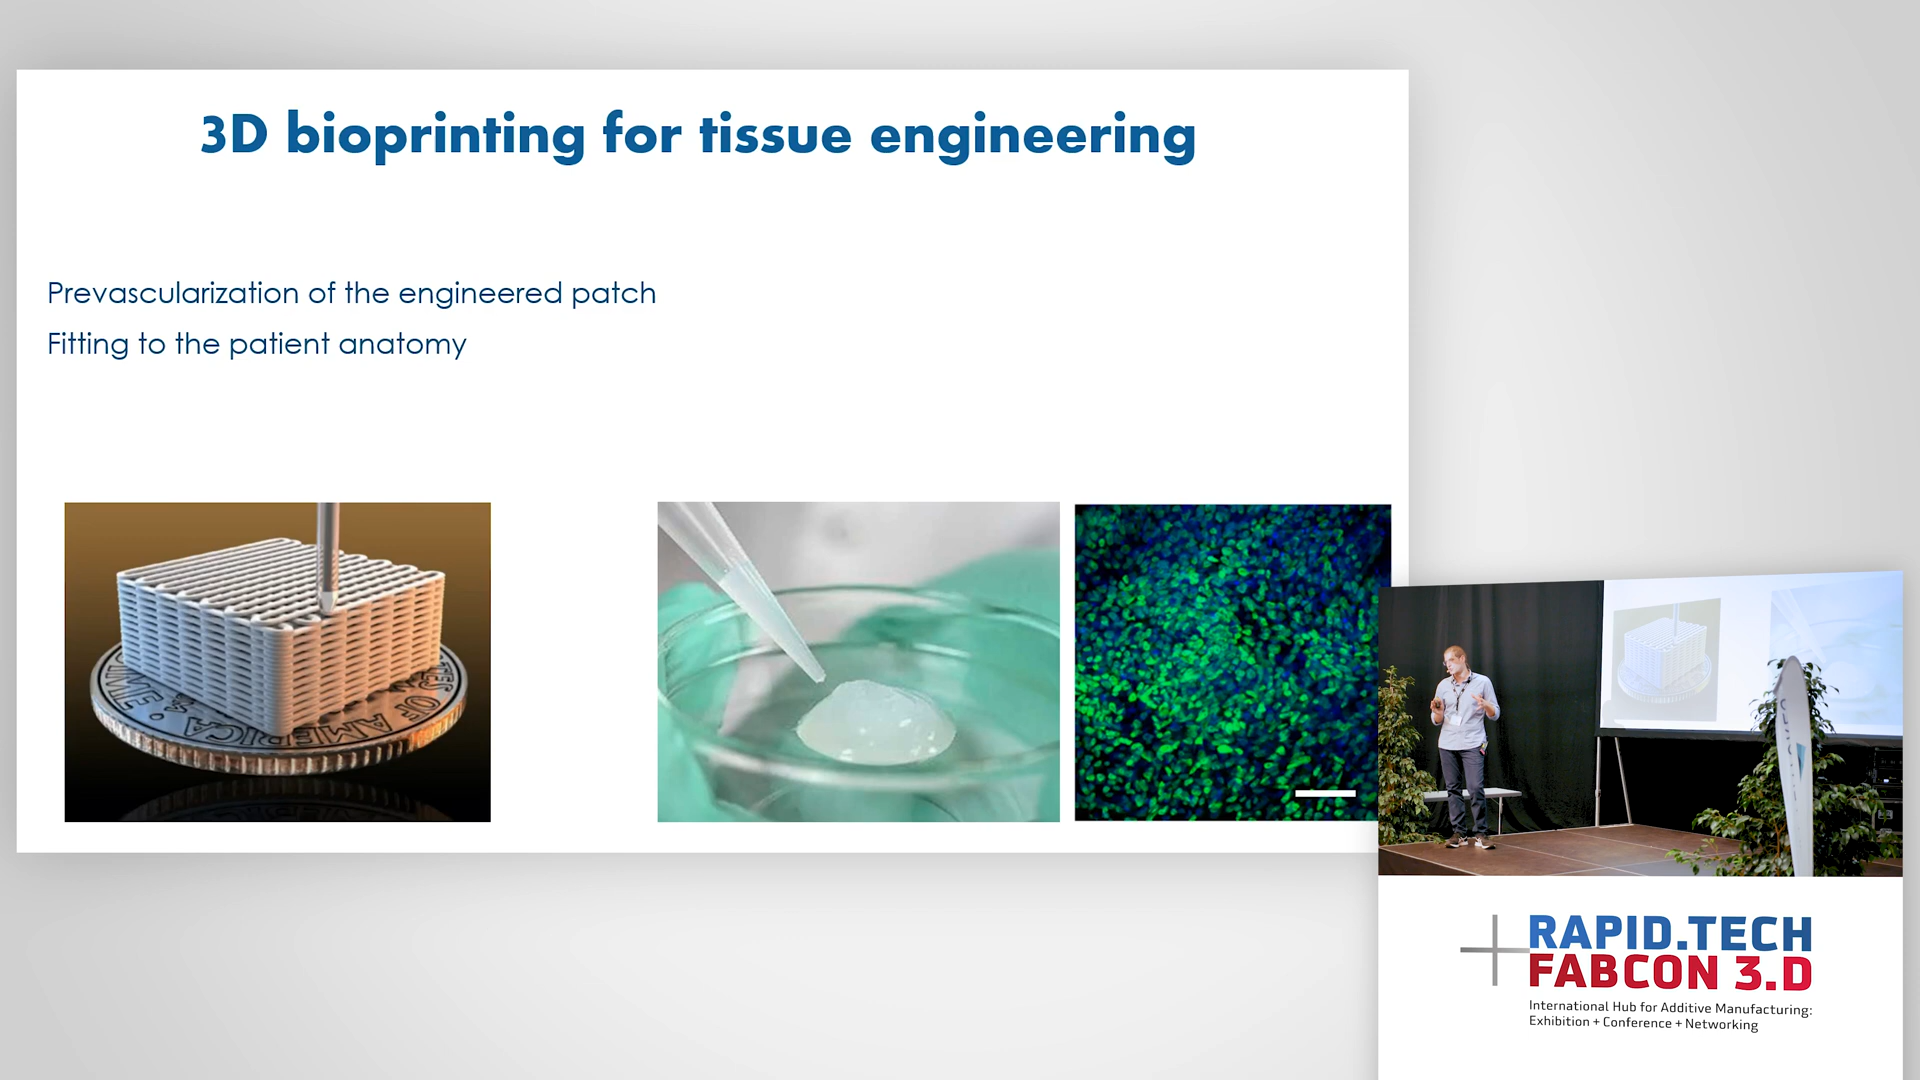 3D bioprinting for tissue engineering
Prevascularization of the engineered patch
Fitting to the patient anatomy
RAPID.TECH
FABCON 3.D
International Hub for Additive Manufacturing:
Exhibition + Conference + Networking